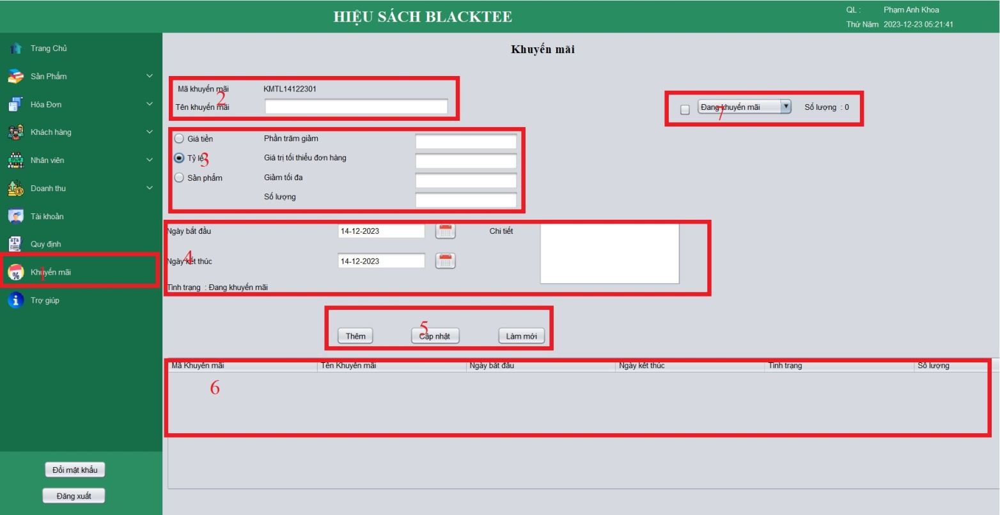 HIỆU SÁCH BLACKTEE
QL : Phạm Anh Khoa
Thứ Năm 2023-12-23 05:21:41
Trang Chủ
Sản Phẩm
Hóa Đơn
Khách hàng
Nhân viên
Doanh thu
Tài khoản
Quy định
Khuyến mãi
1
Trợ giúp
Đổi mật khẩu
Đăng xuất
Khuyến mãi
Mã khuyến mãi KMTL14122301
2
Tên khuyến mãi
Đang khuyến mãi Số lượng : 0
7
Giá tiền Phần trăm giảm
Tỷ lệ Giá trị tối thiểu đơn hàng
3
Sản phẩm Giảm tối đa
Số lượng
Ngày bắt đầu 14-12-2023 Chi tiết
4
Ngày kết thúc 14-12-2023
Tình trạng : Đang khuyến mãi
5
Thêm Cập nhật Làm mới
Mã Khuyến mãi Tên Khuyến mãi Ngày bắt đầu Ngày kết thúc Tình trạng Số lượng
6